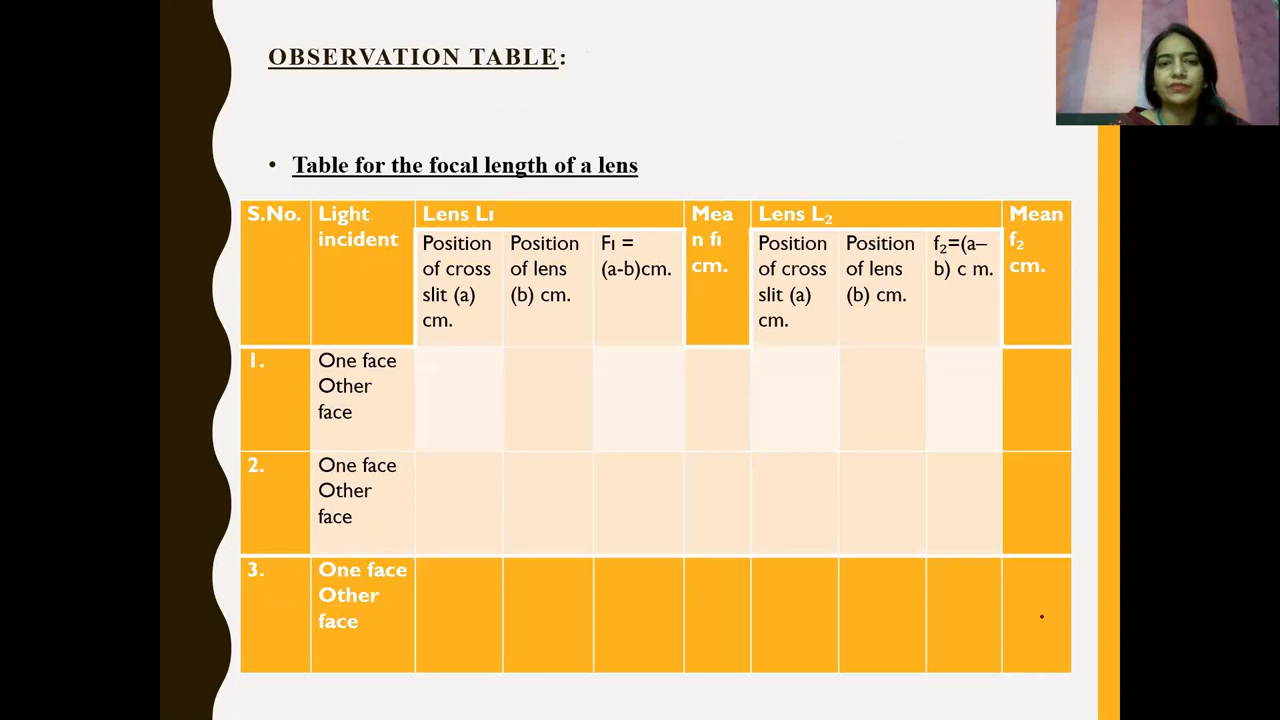 OBSERVATION TABLE:
• Table for the focal length of a lens
S.No.
Light
incident
Lens L₁
Mea
n f₁
cm.
Lens L₂
Mean
f₂
cm.
Position
of cross
slit (a)
cm.
Position
of lens
(b) cm.
F₁ =
(a-b)cm.
Position
of cross
slit (a)
cm.
Position
of lens
(b) cm.
f₂=(a–
b) c m.
1.
One face
Other
face
2.
One face
Other
face
3.
One face
Other
face